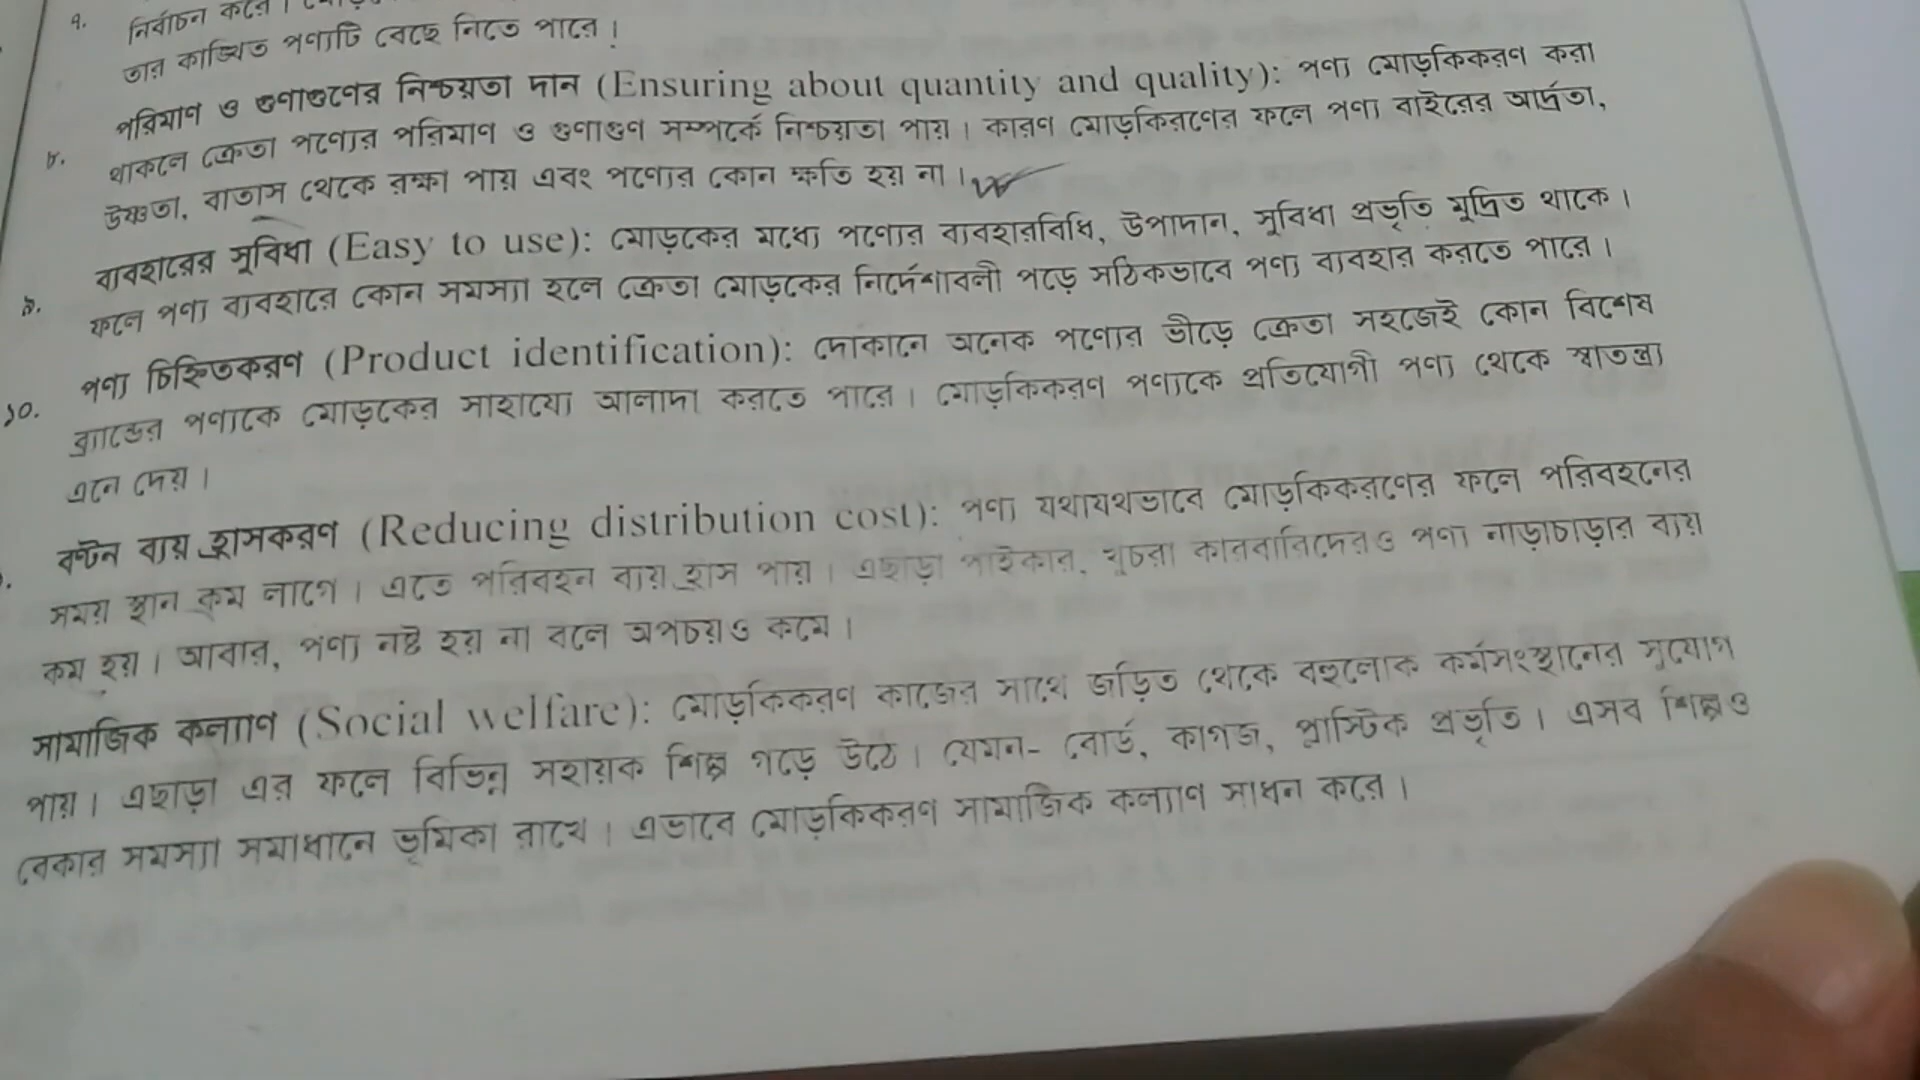 ৭. নির্বাচন করে।
তার কাঙ্খিত পণ্যটি বেছে নিতে পারে।
পরিমাণ ও গুণাগুণের নিশ্চয়তা দান (Ensuring about quantity and quality): পণ্য মোড়কিকরণ করা
৮. থাকলে ক্রেতা পণ্যের পরিমাণ ও গুণাগুণ সম্পর্কে নিশ্চয়তা পায়। কারণ মোড়কিরণের ফলে পণ্য বাইরের আর্দ্রতা,
উষ্ণতা, বাতাস থেকে রক্ষা পায় এবং পণ্যের কোন ক্ষতি হয় না।
ব্যবহারের সুবিধা (Easy to use): মোড়কের মধ্যে পণ্যের ব্যবহারবিধি, উপাদান, সুবিধা প্রভৃতি মুদ্রিত থাকে।
৯. ফলে পণ্য ব্যবহারে কোন সমস্যা হলে ক্রেতা মোড়কের নির্দেশাবলী পড়ে সঠিকভাবে পণ্য ব্যবহার করতে পারে।
পণ্য চিহ্নিতকরণ (Product identification): দোকানে অনেক পণ্যের ভীড়ে ক্রেতা সহজেই কোন বিশেষ
১০. ব্র্যান্ডের পণ্যকে মোড়কের সাহায্যে আলাদা করতে পারে। মোড়কিকরণ পণ্যকে প্রতিযোগী পণ্য থেকে স্বাতন্ত্র্য
এনে দেয়।
বণ্টন ব্যয় হ্রাসকরণ (Reducing distribution cost): পণ্য যথাযথভাবে মোড়কিকরণের ফলে পরিবহনের
সময় স্থান কম লাগে। এতে পরিবহন ব্যয় হ্রাস পায়। এছাড়া পাইকার, খুচরা কারবারিদেরও পণ্য নাড়াচাড়ার ব্যয়
কম হয়। আবার, পণ্য নষ্ট হয় না বলে অপচয়ও কমে।
সামাজিক কল্যাণ (Social welfare): মোড়কিকরণ কাজের সাথে জড়িত থেকে বহুলোক কর্মসংস্থানের সুযোগ
পায়। এছাড়া এর ফলে বিভিন্ন সহায়ক শিল্প গড়ে উঠে। যেমন- বোর্ড, কাগজ, প্লাস্টিক প্রভৃতি। এসব শিল্পও
বেকার সমস্যা সমাধানে ভূমিকা রাখে। এভাবে মোড়কিকরণ সামাজিক কল্যাণ সাধন করে।